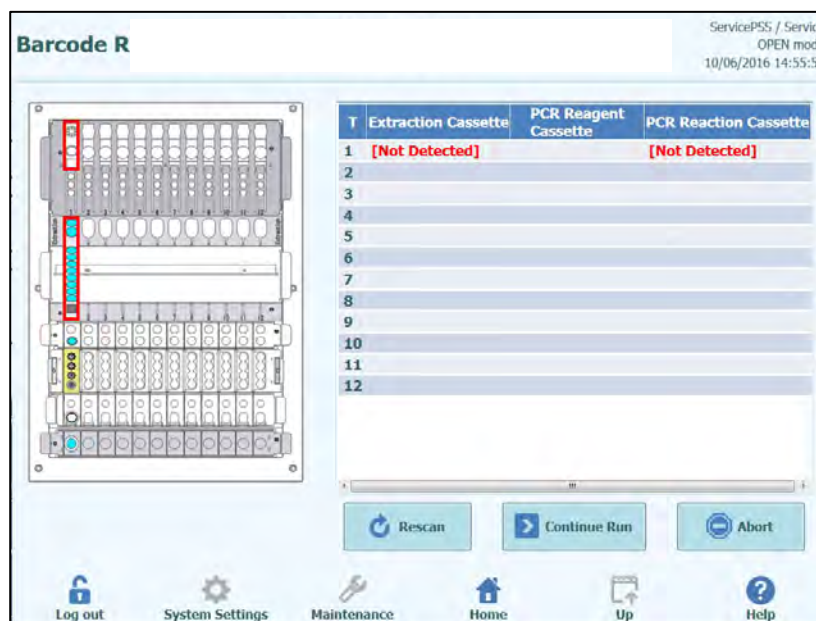 Barcode R
ServicePSS / Servic
OPEN mod
10/06/2016 14:55:5
T Extraction Cassette PCR Reagent Cassette PCR Reaction Cassette
1 [Not Detected] [Not Detected]
2
3
4
5
6
7
8
9
10
11
12
Rescan Continue Run Abort
Log out System Settings Maintenance Home Up Help